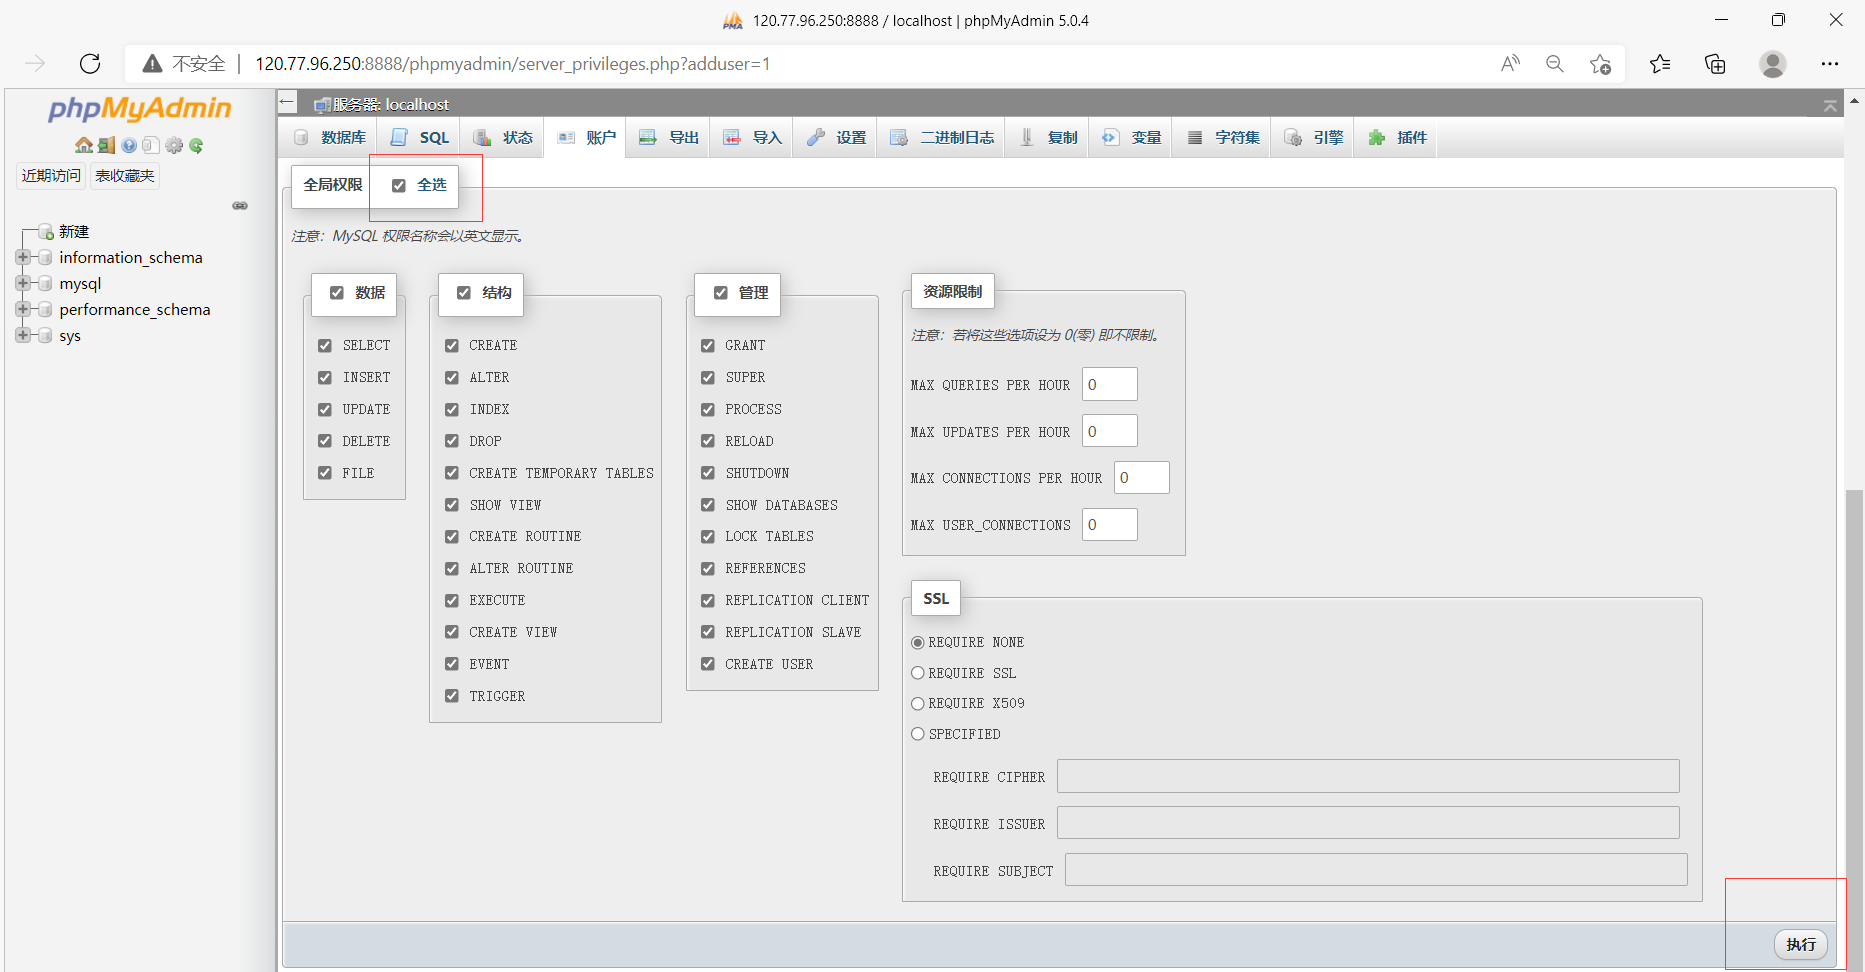 120.77.96.250:8888 / localhost | phpMyAdmin 5.0.4
不安全 120.77.96.250:8888/phpmyadmin/server_privileges.php?adduser=1
phpMyAdmin
近期访问 表收藏夹
新建
information_schema
mysql
performance_schema
sys
服务器: localhost
数据库 SQL 状态 账户 导出 导入 设置 二进制日志 复制 变量 字符集 引擎 插件
全局权限 全选
注意：MySQL 权限名称会以英文显示。
数据
SELECT
INSERT
UPDATE
DELETE
FILE
结构
CREATE
ALTER
INDEX
DROP
CREATE TEMPORARY TABLES
SHOW VIEW
CREATE ROUTINE
ALTER ROUTINE
EXECUTE
CREATE VIEW
EVENT
TRIGGER
管理
GRANT
SUPER
PROCESS
RELOAD
SHUTDOWN
SHOW DATABASES
LOCK TABLES
REFERENCES
REPLICATION CLIENT
REPLICATION SLAVE
CREATE USER
资源限制
注意：若将这些选项设为 0(零) 即不限制。
MAX QUERIES PER HOUR 0
MAX UPDATES PER HOUR 0
MAX CONNECTIONS PER HOUR 0
MAX USER_CONNECTIONS 0
SSL
REQUIRE NONE
REQUIRE SSL
REQUIRE X509
SPECIFIED
REQUIRE CIPHER
REQUIRE ISSUER
REQUIRE SUBJECT
执行